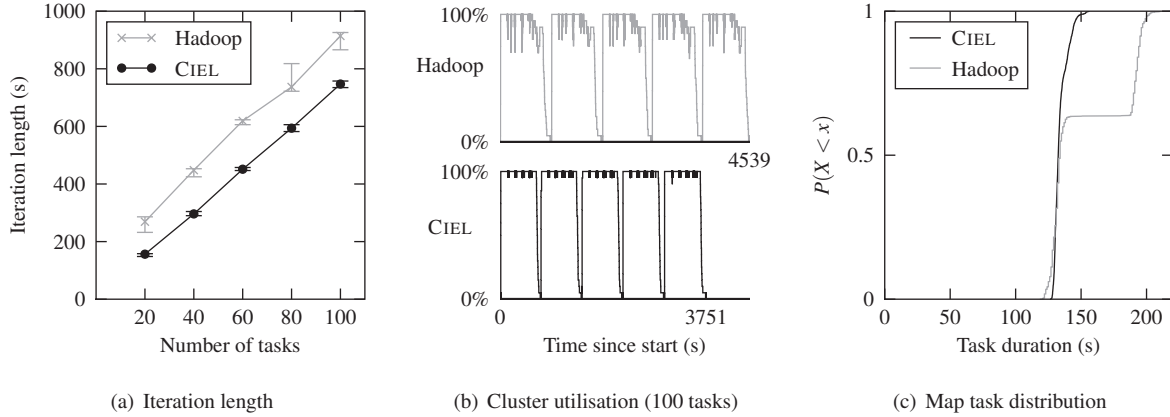 1000
800
600
400
200
0
Iteration length (s)
Hadoop
CIEL
20 40 60 80 100
Number of tasks
(a) Iteration length
100%
Hadoop
0%
4539
100%
CIEL
0%
0
3751
Time since start (s)
(b) Cluster utilisation (100 tasks)
1
0.5
0
P(X < x)
CIEL
Hadoop
0 50 100 150 200
Task duration (s)
(c) Map task distribution